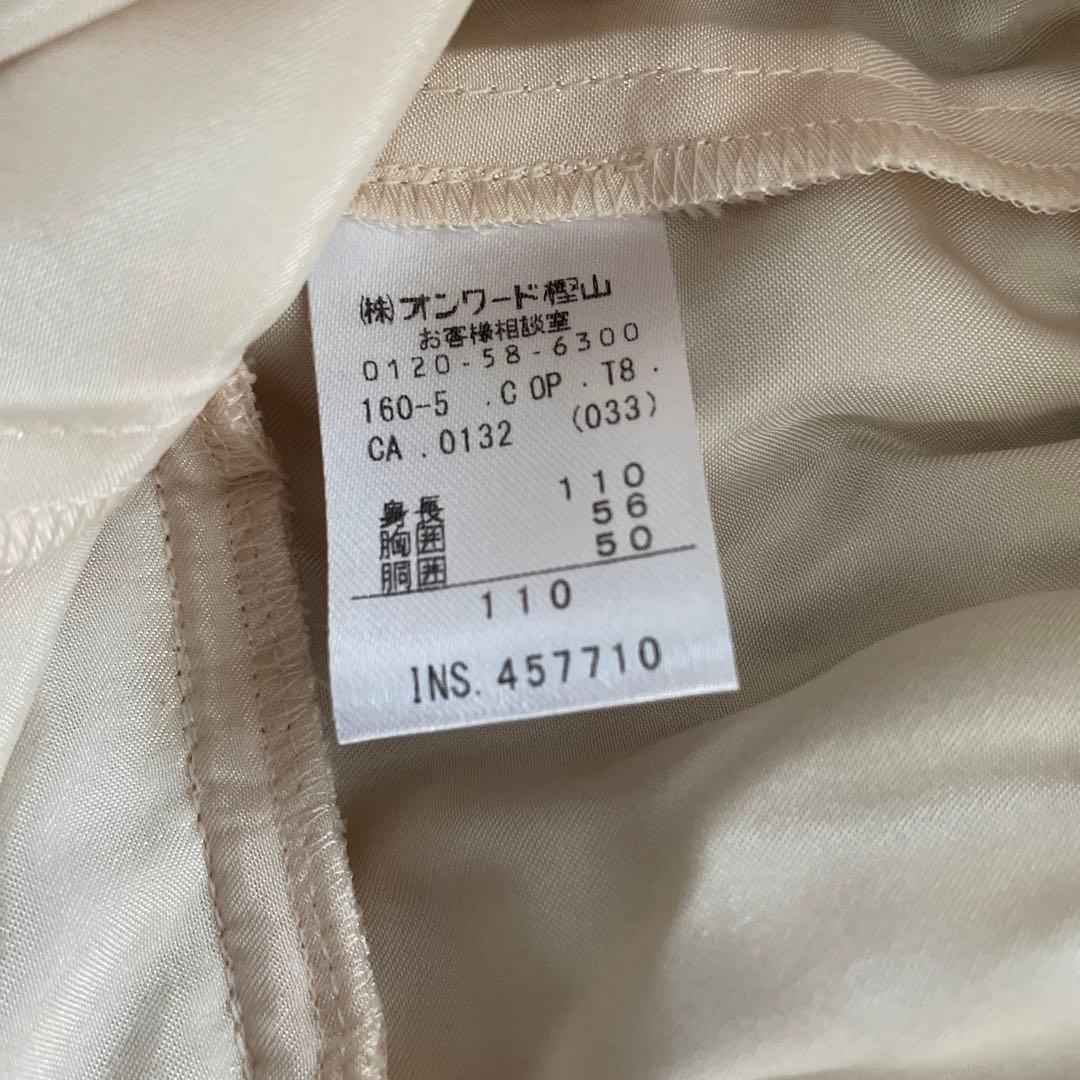 ㈱オンワード樫山
お客様相談室
0120-58-6300
160-5 .C OP . T8 .
CA .0132 (033)
身長 110
胸囲 56
胴囲 50
110
INS. 457710